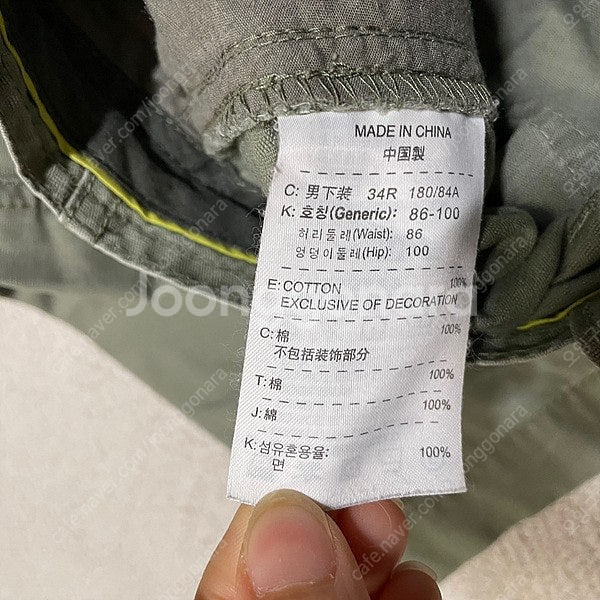 MADE IN CHINA
中国製
C: 男下装 34R 180/84A
K: 호칭(Generic): 86-100
허리둘레(Waist): 86
엉덩이둘레(Hip): 100
E: COTTON 100%
EXCLUSIVE OF DECORATION
Joonggonara
C: 棉 100%
不包括装饰部分
T: 棉 100%
J: 綿 100%
K: 섬유혼용율: 100%
면